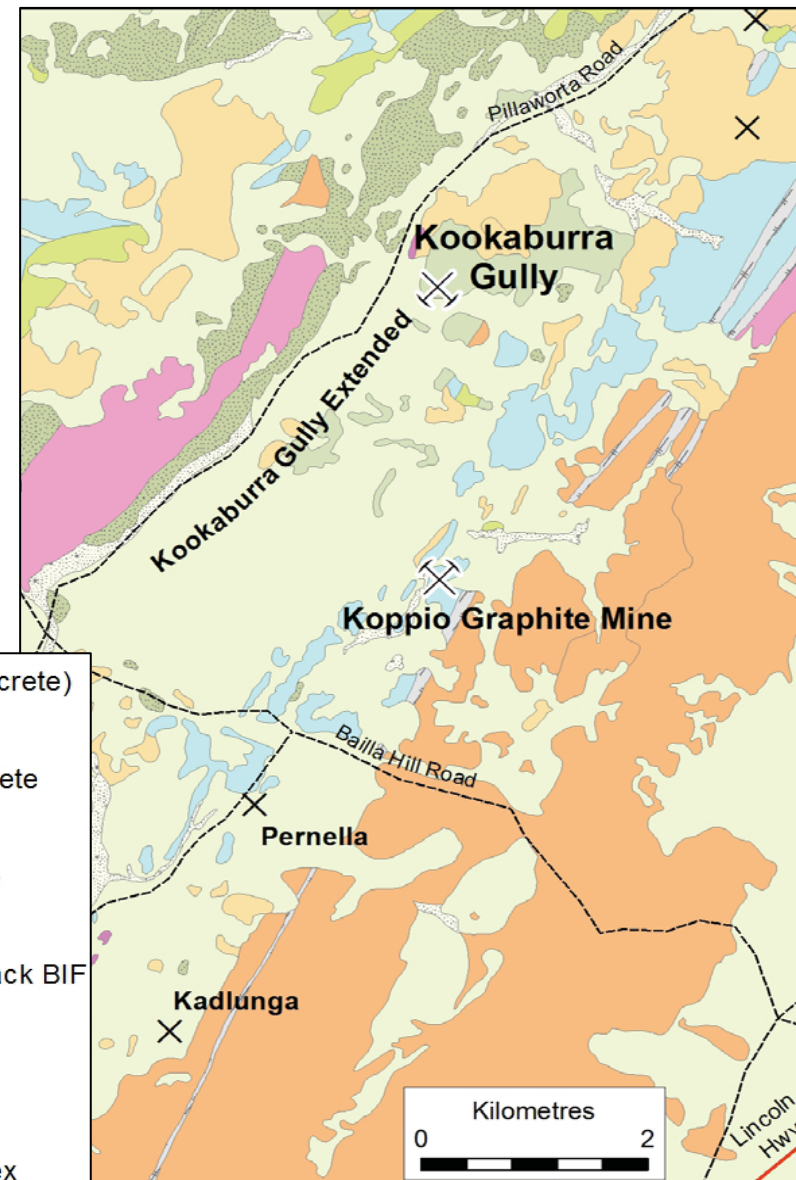 Pillaworta Road
Kookaburra
Gully
Kookaburra Gully Extended
Koppio Graphite Mine
crete)
Bailla Hill Road
ete
Pernella
ck BIF
Kadlunga
Kilometres
0 2
Lincoln
Hwy
ex